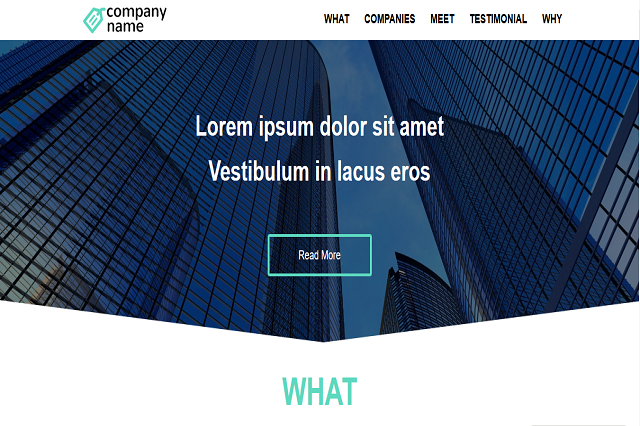 company
name
WHAT COMPANIES MEET TESTIMONIAL WHY
Lorem ipsum dolor sit amet
Vestibulum in lacus eros
Read More
WHAT